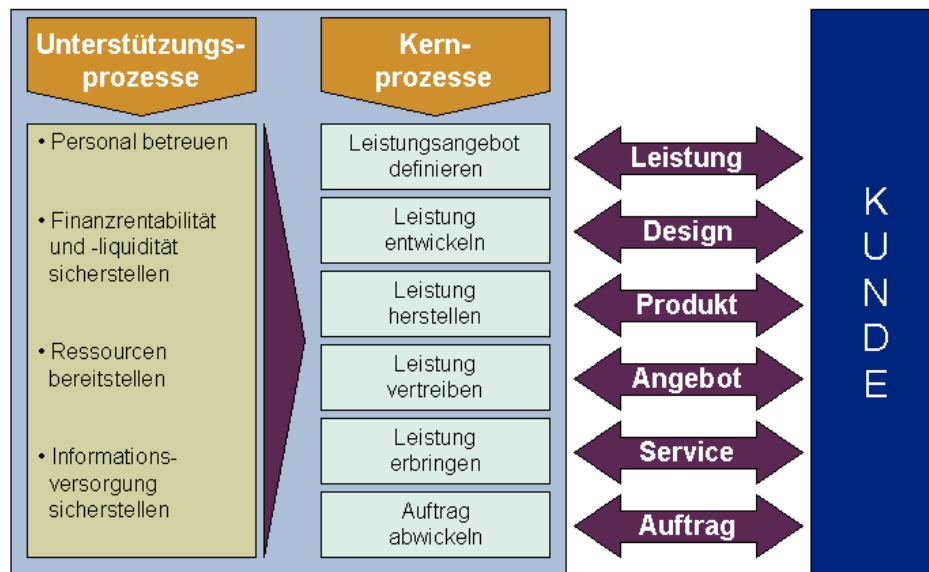 Unterstützungs-
prozesse
• Personal betreuen
• Finanzrentabilität
und -liquidität
sicherstellen
• Ressourcen
bereitstellen
• Informations-
versorgung
sicherstellen
Kern-
prozesse
Leistungsangebot
definieren
Leistung
entwickeln
Leistung
herstellen
Leistung
vertreiben
Leistung
erbringen
Auftrag
abwickeln
Leistung
Design
Produkt
Angebot
Service
Auftrag
K
U
N
D
E